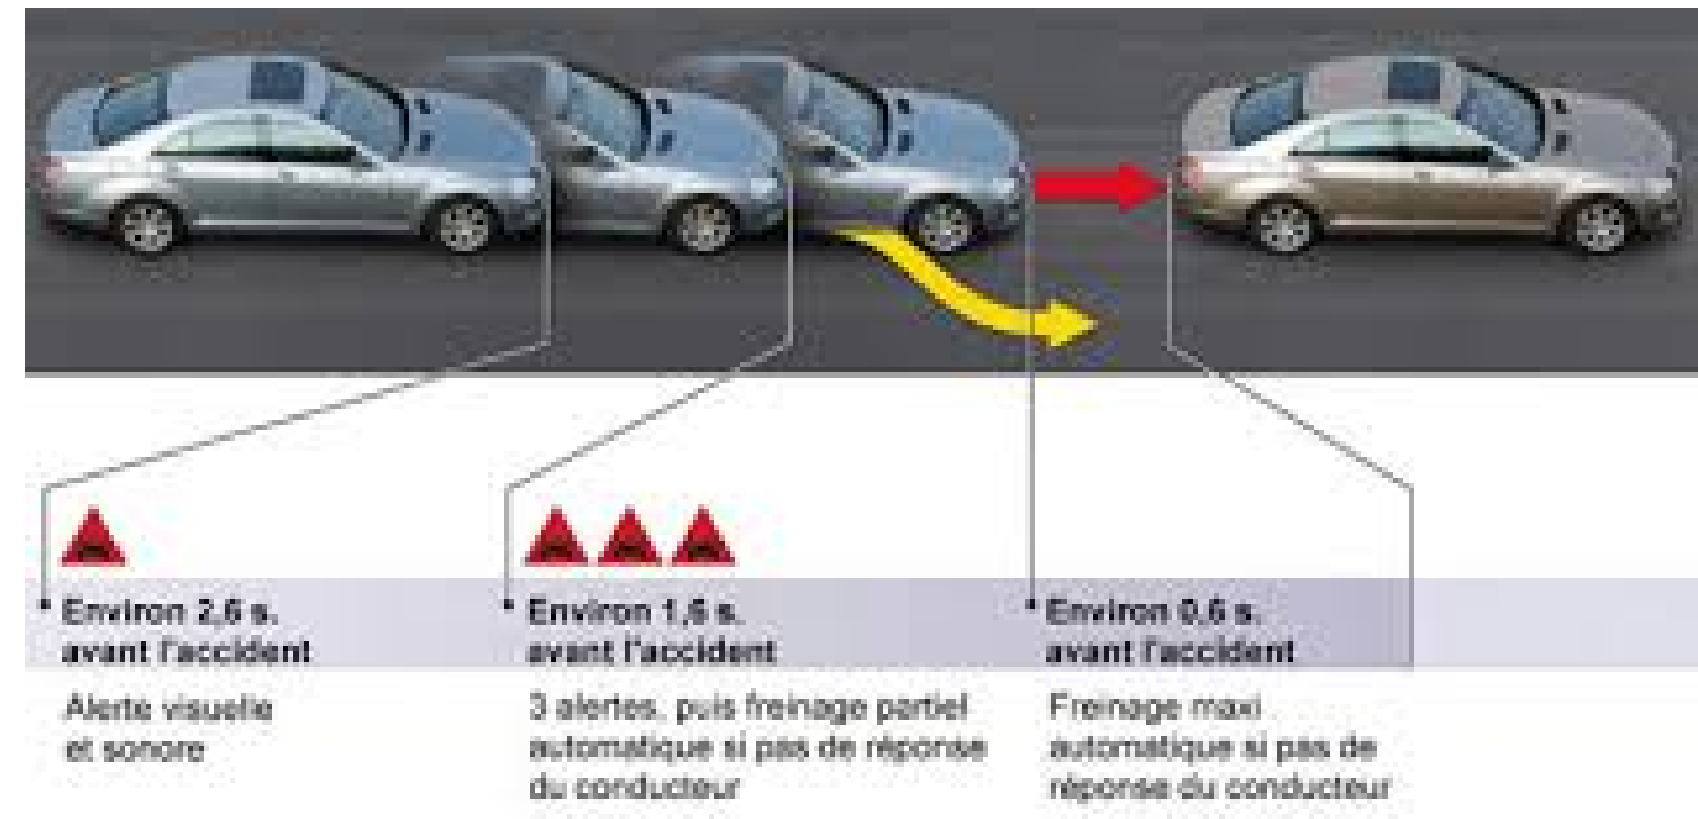 Environ 2,6 s.
avant l'accident
Alerte visuelle
et sonore
Environ 1,6 s.
avant l'accident
3 alertes, puis freinage partiel
automatique si pas de réponse
du conducteur
Environ 0,6 s.
avant l'accident
Freinage maxi
automatique si pas de
réponse du conducteur